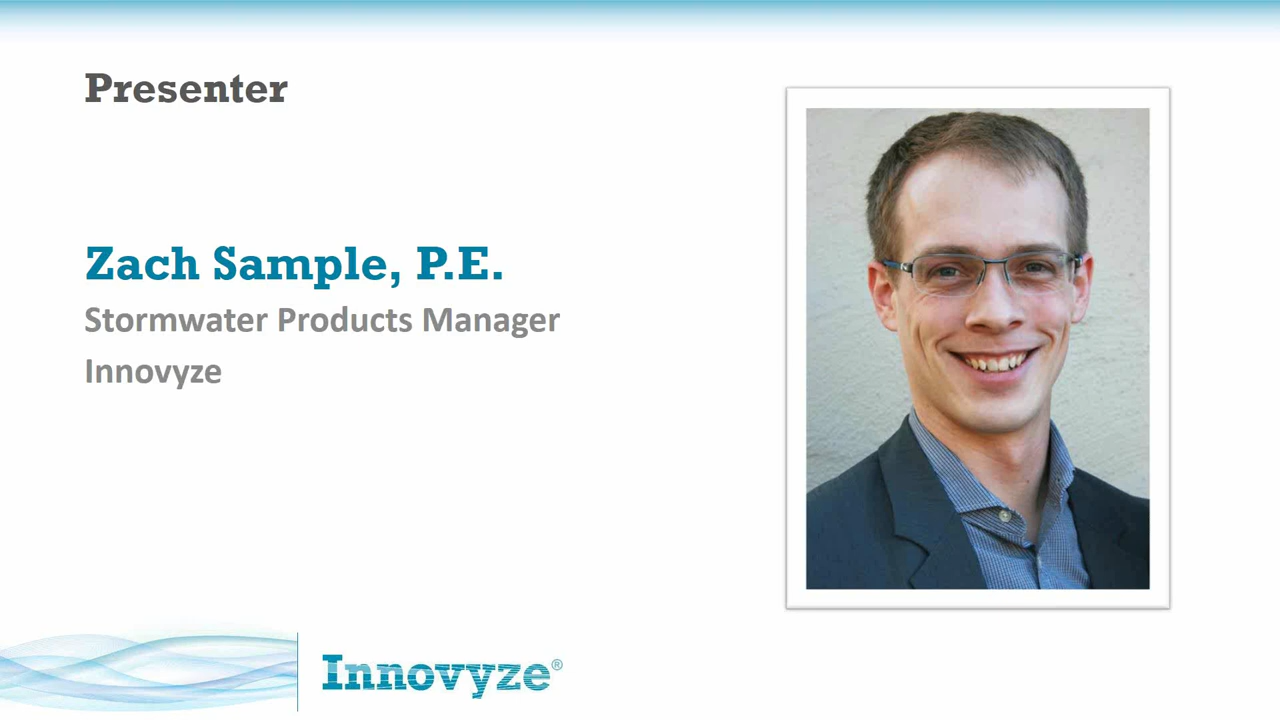 Presenter
Zach Sample, P.E.
Stormwater Products Manager
Innovyze
Innovyze®